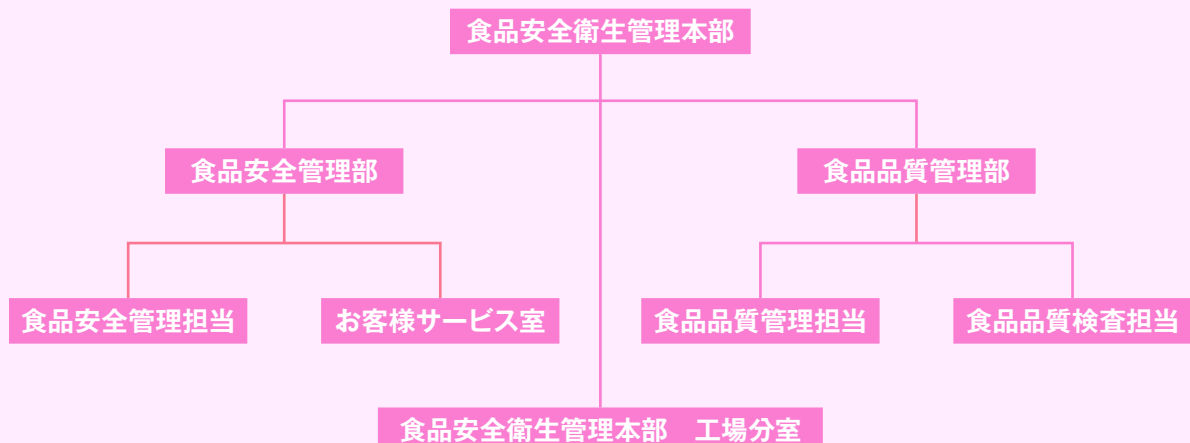 食品安全衛生管理本部
食品安全管理部
食品品質管理部
食品安全管理担当
お客様サービス室
食品品質管理担当
食品品質検査担当
食品安全衛生管理本部　工場分室